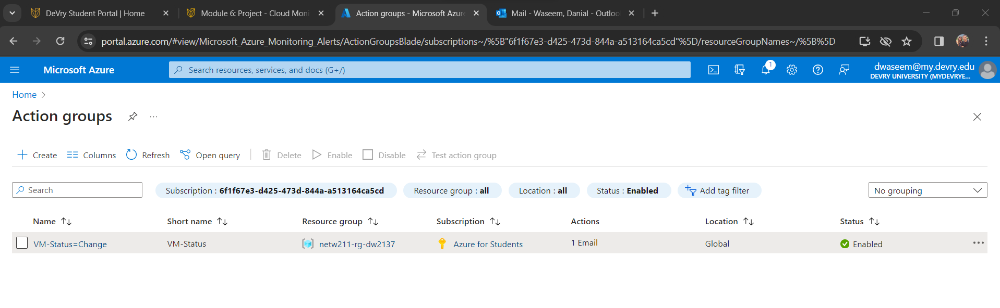 DeVry Student Portal | Home
Module 6: Project - Cloud Moni
Action groups - Microsoft Azure
Mail - Waseem, Danial - Outloo
portal.azure.com/#view/Microsoft_Azure_Monitoring_Alerts/ActionGroupsBlade/subscriptions~/%5B"6f1f67e3-d425-473d-844a-a513164ca5cd"%5D/resourceGroupNames~/%5B%5D
Microsoft Azure
Search resources, services, and docs (G+/)
1
dwaseem@my.devry.edu
DEVRY UNIVERSITY (MYDEVRYE...
Home >
Action groups
Create Columns Refresh Open query Delete Enable Disable Test action group
Search Subscription : 6f1f67e3-d425-473d-844a-a513164ca5cd Resource group : all Location : all Status : Enabled Add tag filter No grouping
Name Short name Resource group Subscription Actions Location Status
VM-Status=Change VM-Status netw211-rg-dw2137 Azure for Students 1 Email Global Enabled